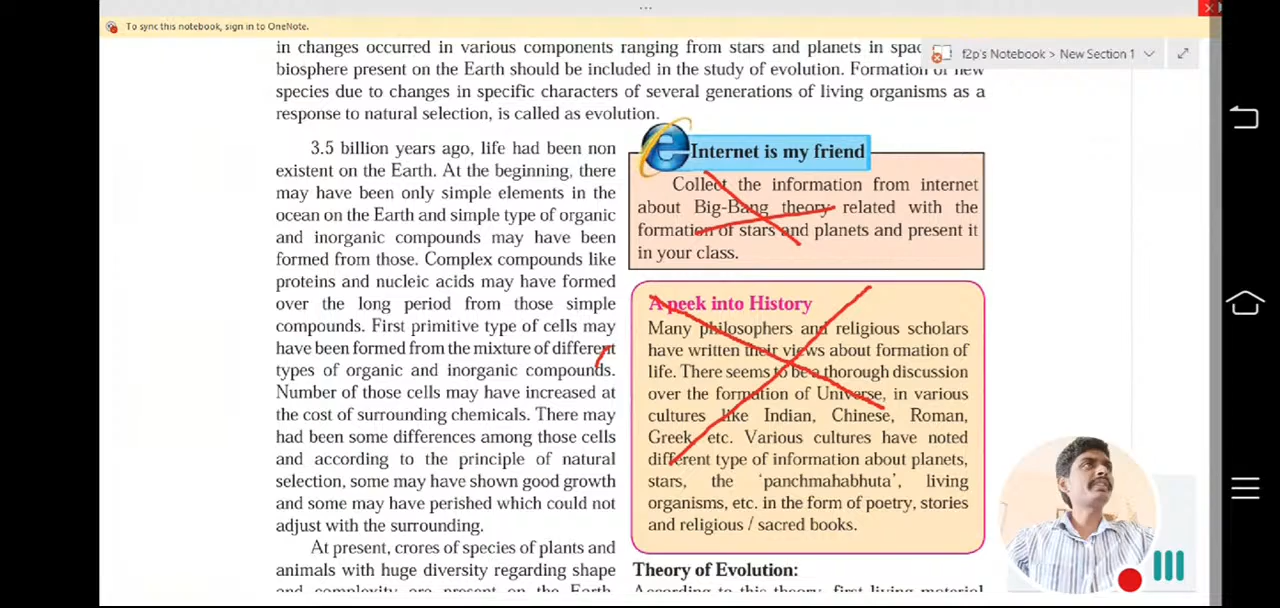 To sync this notebook, sign in to OneNote.
in changes occurred in various components ranging from stars and planets in
f2p's Notebook > New Section 1
biosphere present on the Earth should be included in the study of evolution. Formation of new
species due to changes in specific characters of several generations of living organisms as a
response to natural selection, is called as evolution.
3.5 billion years ago, life had been non
existent on the Earth. At the beginning, there
may have been only simple elements in the
ocean on the Earth and simple type of organic
and inorganic compounds may have been
formed from those. Complex compounds like
proteins and nucleic acids may have formed
over the long period from those simple
compounds. First primitive type of cells may
have been formed from the mixture of different
types of organic and inorganic compounds.
Number of those cells may have increased at
the cost of surrounding chemicals. There may
had been some differences among those cells
and according to the principle of natural
selection, some may have shown good growth
and some may have perished which could not
adjust with the surrounding.
At present, crores of species of plants and
animals with huge diversity regarding shape
and complexity are present on the Earth.
Internet is my friend
Collect the information from internet
about Big-Bang theory related with the
formation of stars and planets and present it
in your class.
A peek into History
Many philosophers and religious scholars
have written their views about formation of
life. There seems to be a thorough discussion
over the formation of Universe, in various
cultures like Indian, Chinese, Roman,
Greek, etc. Various cultures have noted
different type of information about planets,
stars, the ‘panchmahabhuta’, living
organisms, etc. in the form of poetry, stories
and religious / sacred books.
Theory of Evolution:
According to this theory, first living material